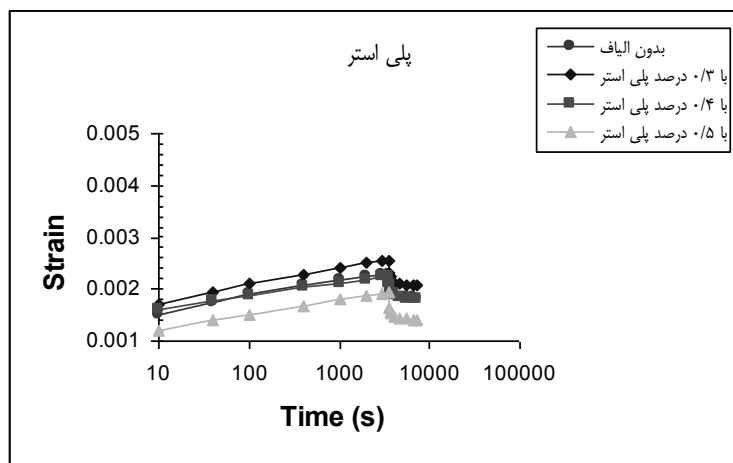 پلی استر
بدون الیاف
با ۰/۳ درصد پلی استر
با ۰/۴ درصد پلی استر
با ۰/۵ درصد پلی استر
0.005
0.004
0.003
0.002
0.001
Strain
10 100 1000 10000 100000
Time (s)